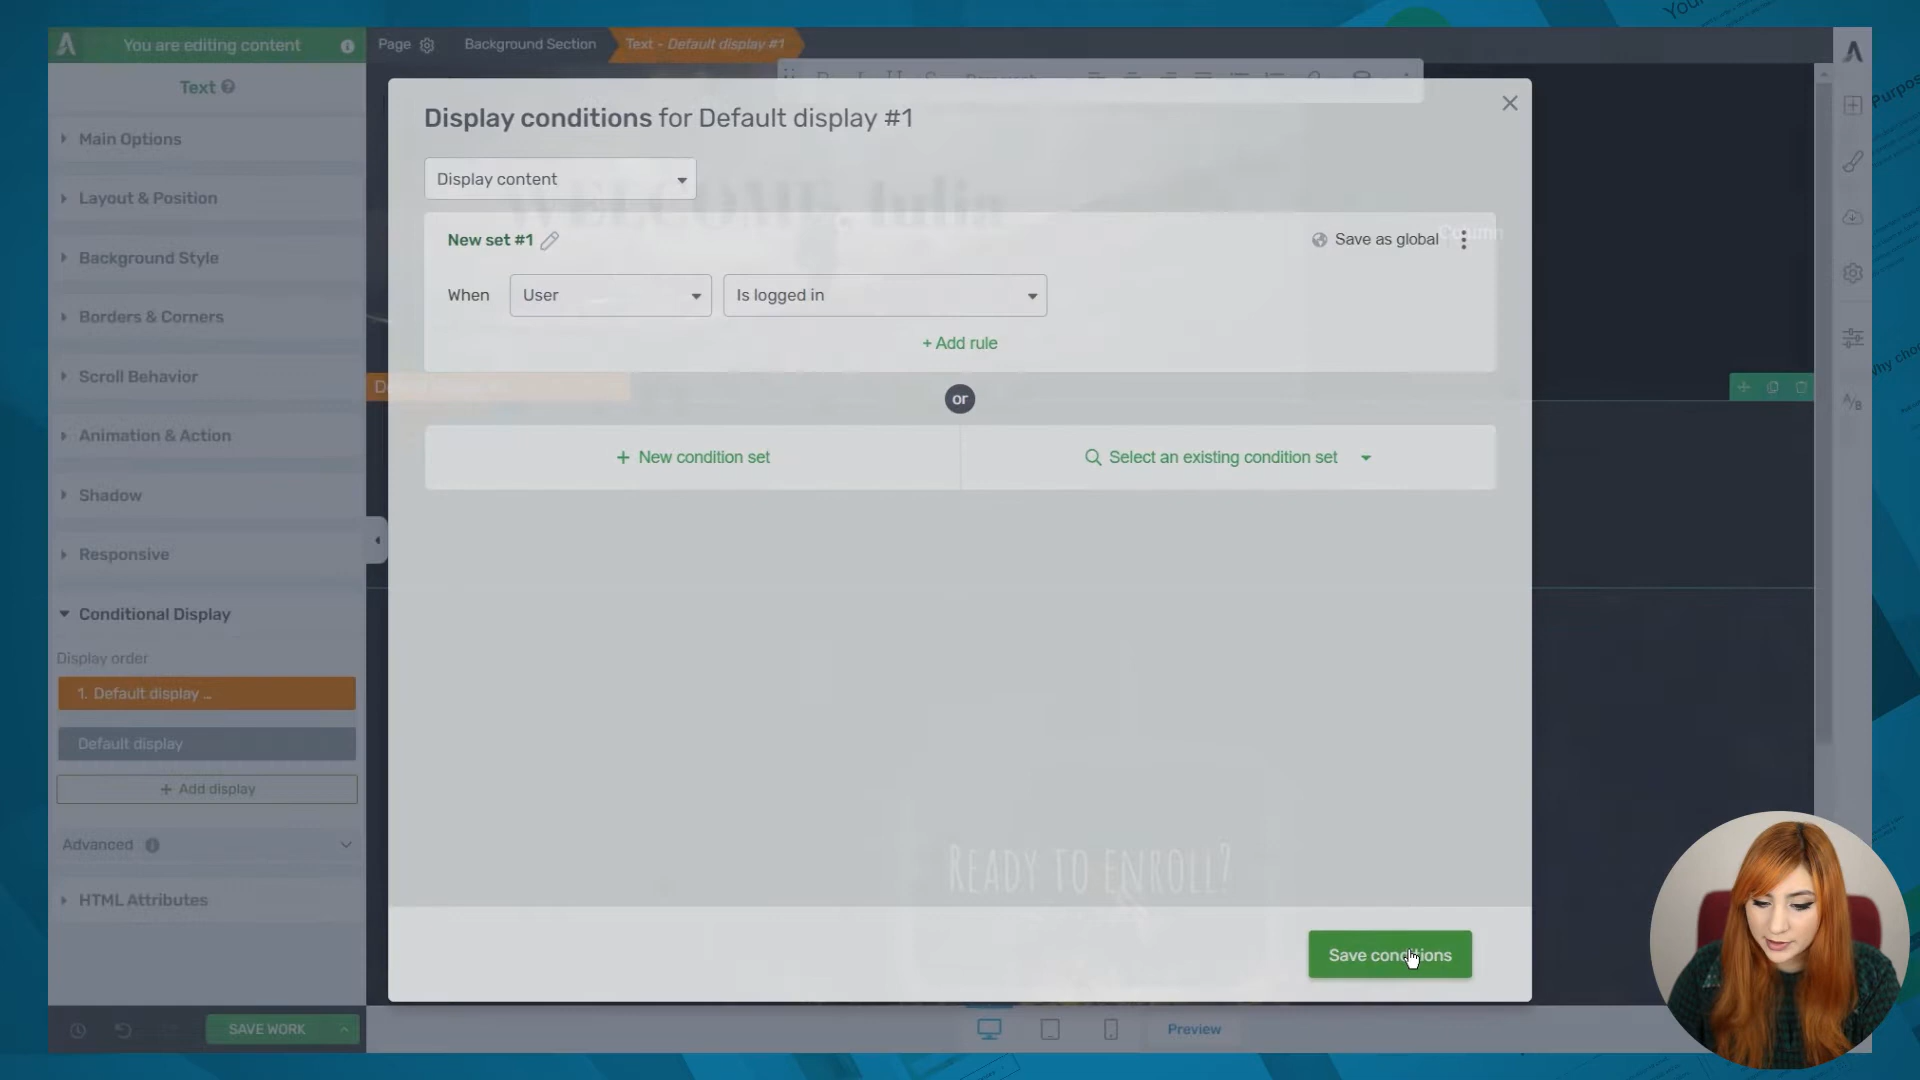 You are editing content
Page
Background Section
Text - Default display #1
Text
Main Options
Layout & Position
Background Style
Borders & Corners
Scroll Behavior
Animation & Action
Shadow
Responsive
Conditional Display
Display order
1. Default display ...
Default display
+ Add display
Advanced
HTML Attributes
SAVE WORK
Display conditions for Default display #1
Display content
WELCOME, Iulia
New set #1
Save as global
Column
When
User
Is logged in
+ Add rule
or
+ New condition set
Select an existing condition set
READY TO ENROLL?
Save conditions
Preview
A/B
Purpos